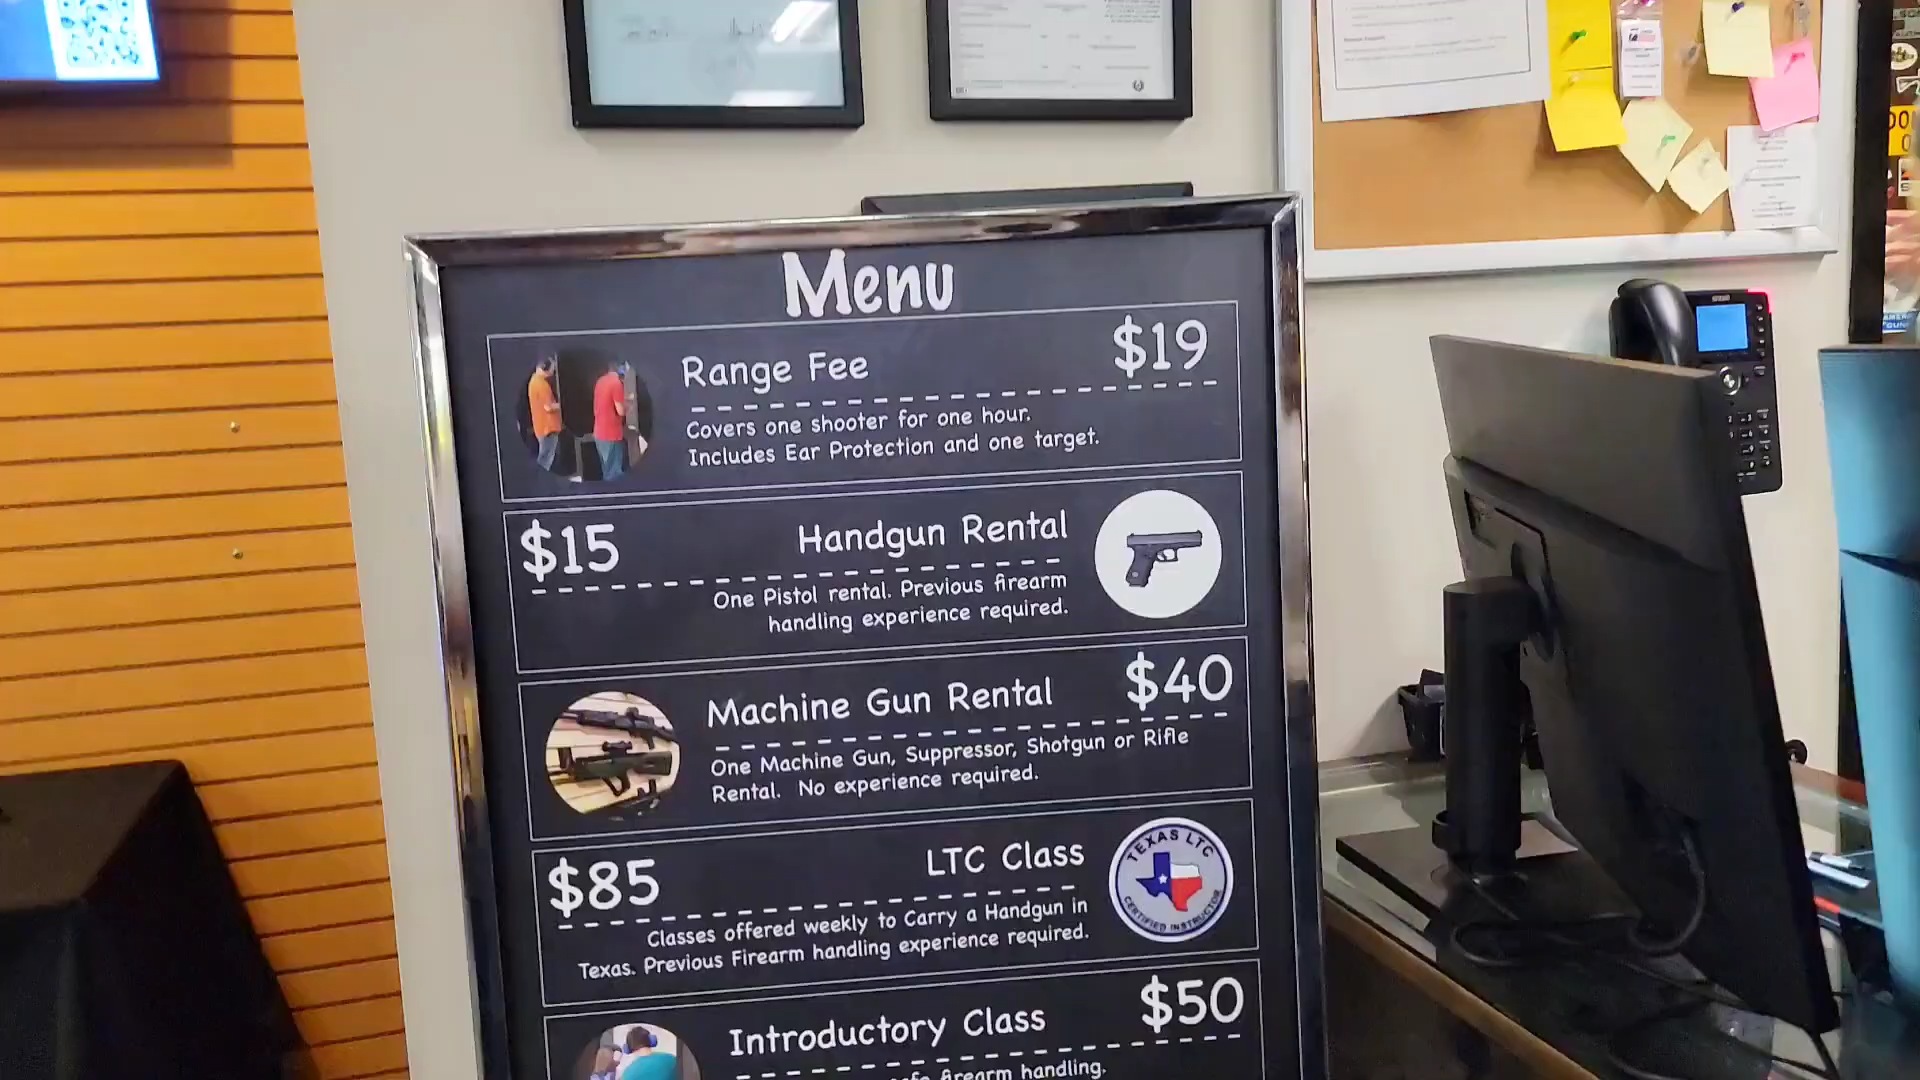 Menu
Range Fee
$19
Covers one shooter for one hour.
Includes Ear Protection and one target.
$15
Handgun Rental
One Pistol rental. Previous firearm
handling experience required.
Machine Gun Rental
$40
One Machine Gun, Suppressor, Shotgun or Rifle
Rental. No experience required.
$85
LTC Class
Classes offered weekly to Carry a Handgun in
Texas. Previous Firearm handling experience required.
TEXAS LTC
CERTIFIED INSTRUCTOR
Introductory Class
$50
firearm handling.